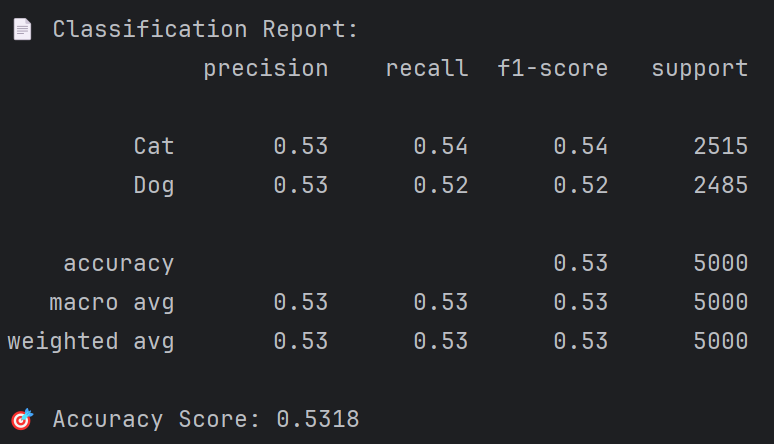 📄 Classification Report:
precision recall f1-score support
Cat 0.53 0.54 0.54 2515
Dog 0.53 0.52 0.52 2485
accuracy 0.53 5000
macro avg 0.53 0.53 0.53 5000
weighted avg 0.53 0.53 0.53 5000
🎯 Accuracy Score: 0.5318